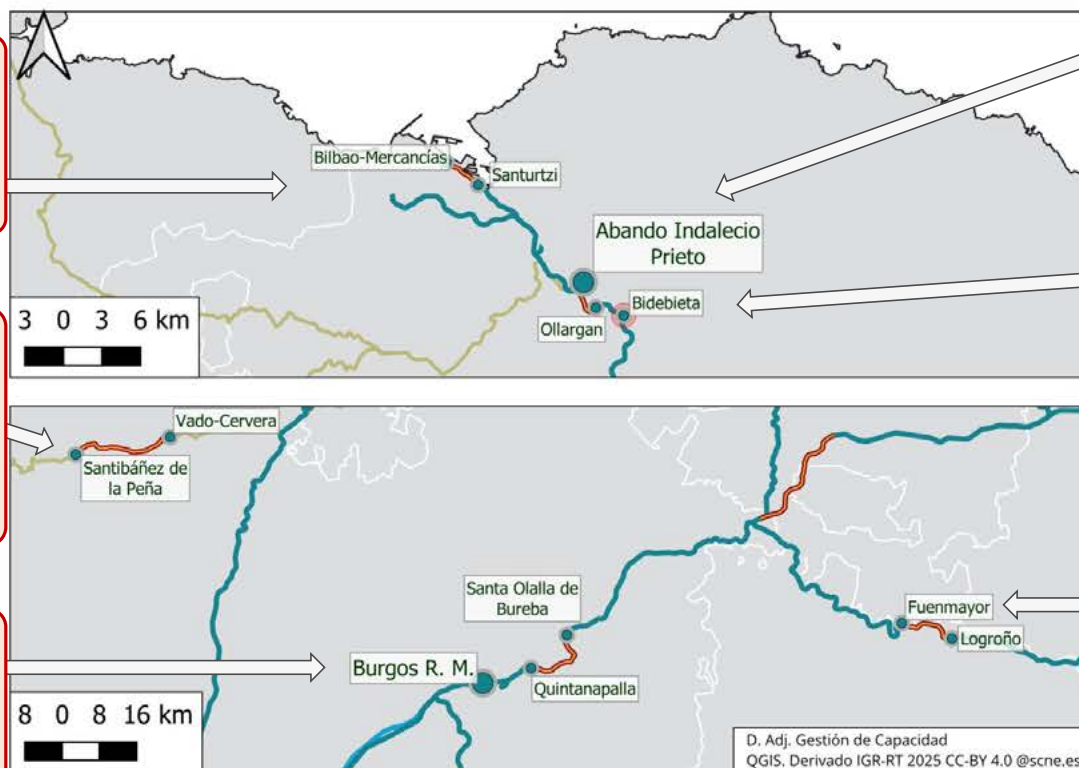 Bilbao-Mercancías
Santurtzi
Abando Indalecio
Prieto
Bidebieta
Ollargan
3 0 3 6 km
Vado-Cervera
Santibáñez de
la Peña
Santa Olalla de
Bureba
Fuenmayor
Logroño
Burgos R. M.
Quintanapalla
8 0 8 16 km
D. Adj. Gestión de Capacidad
QGIS. Derivado IGR-RT 2025 CC-BY 4.0 @scne.es